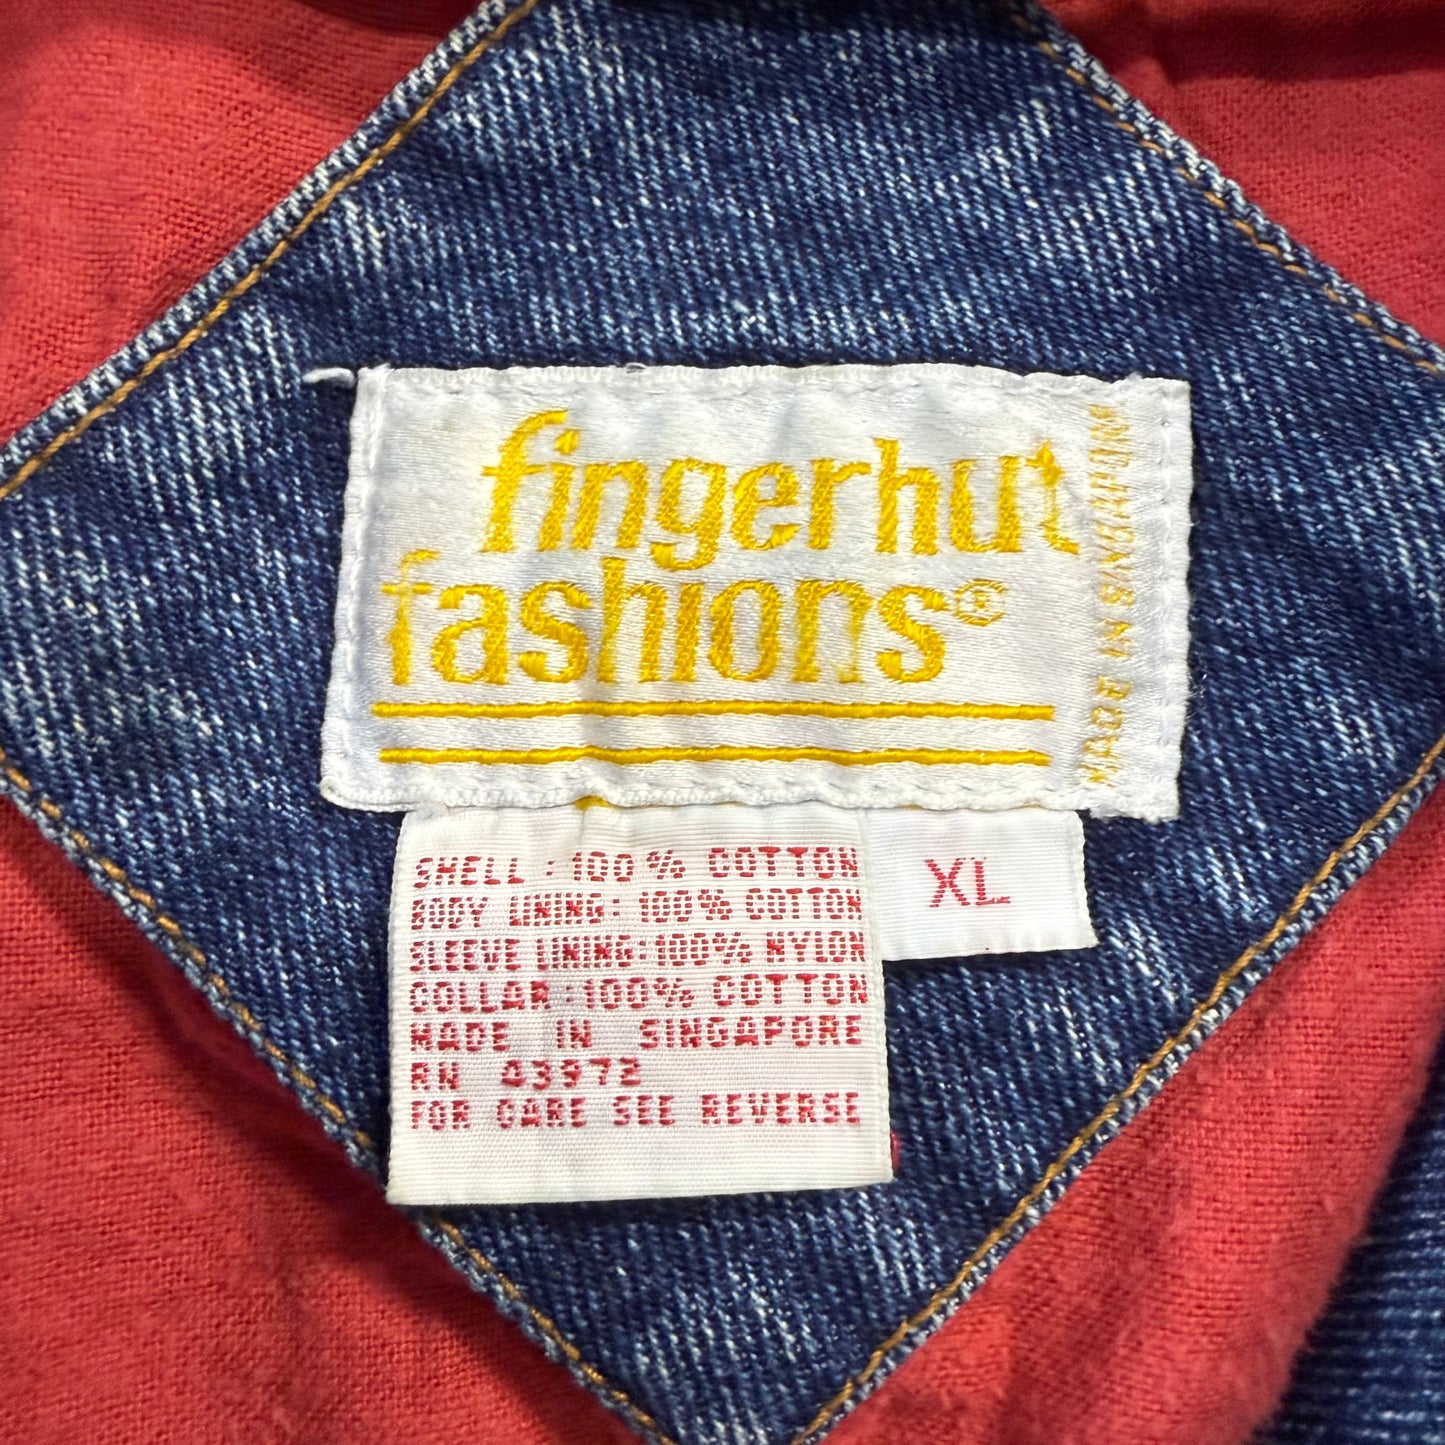 fingerhut
fashions®
MADE IN SINGAPORE
SHELL : 100% COTTON
BODY LINING: 100% COTTON
SLEEVE LINING: 100% NYLON
COLLAR : 100% COTTON
MADE IN SINGAPORE
RN 43972
FOR CARE SEE REVERSE
XL